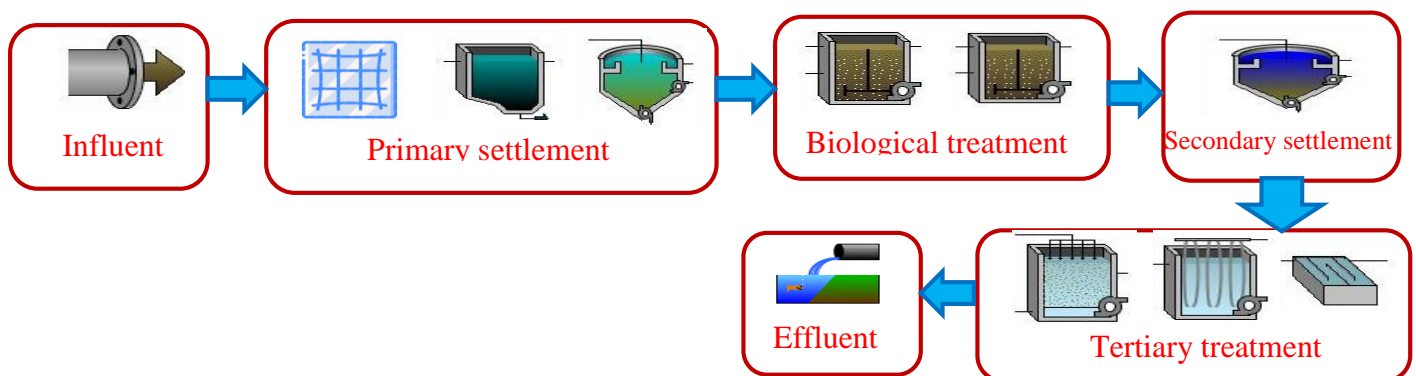 Influent
Primary settlement
Biological treatment
Secondary settlement
Tertiary treatment
Effluent